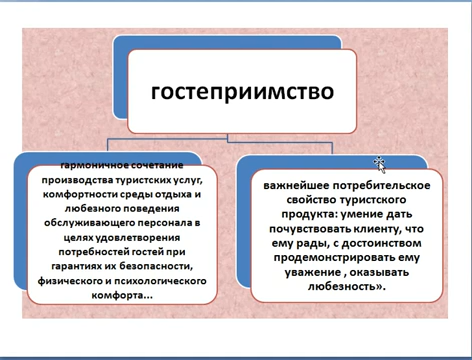 гостеприимство
гармоничное сочетание
производства туристских услуг,
комфортности среды отдыха и
любезного поведения
обслуживающего персонала в
целях удовлетворения
потребностей гостей при
гарантиях их безопасности,
физического и психологического
комфорта...
важнейшее потребительское
свойство туристского
продукта: умение дать
почувствовать клиенту, что
ему рады, с достоинством
продемонстрировать ему
уважение , оказывать
любезность».